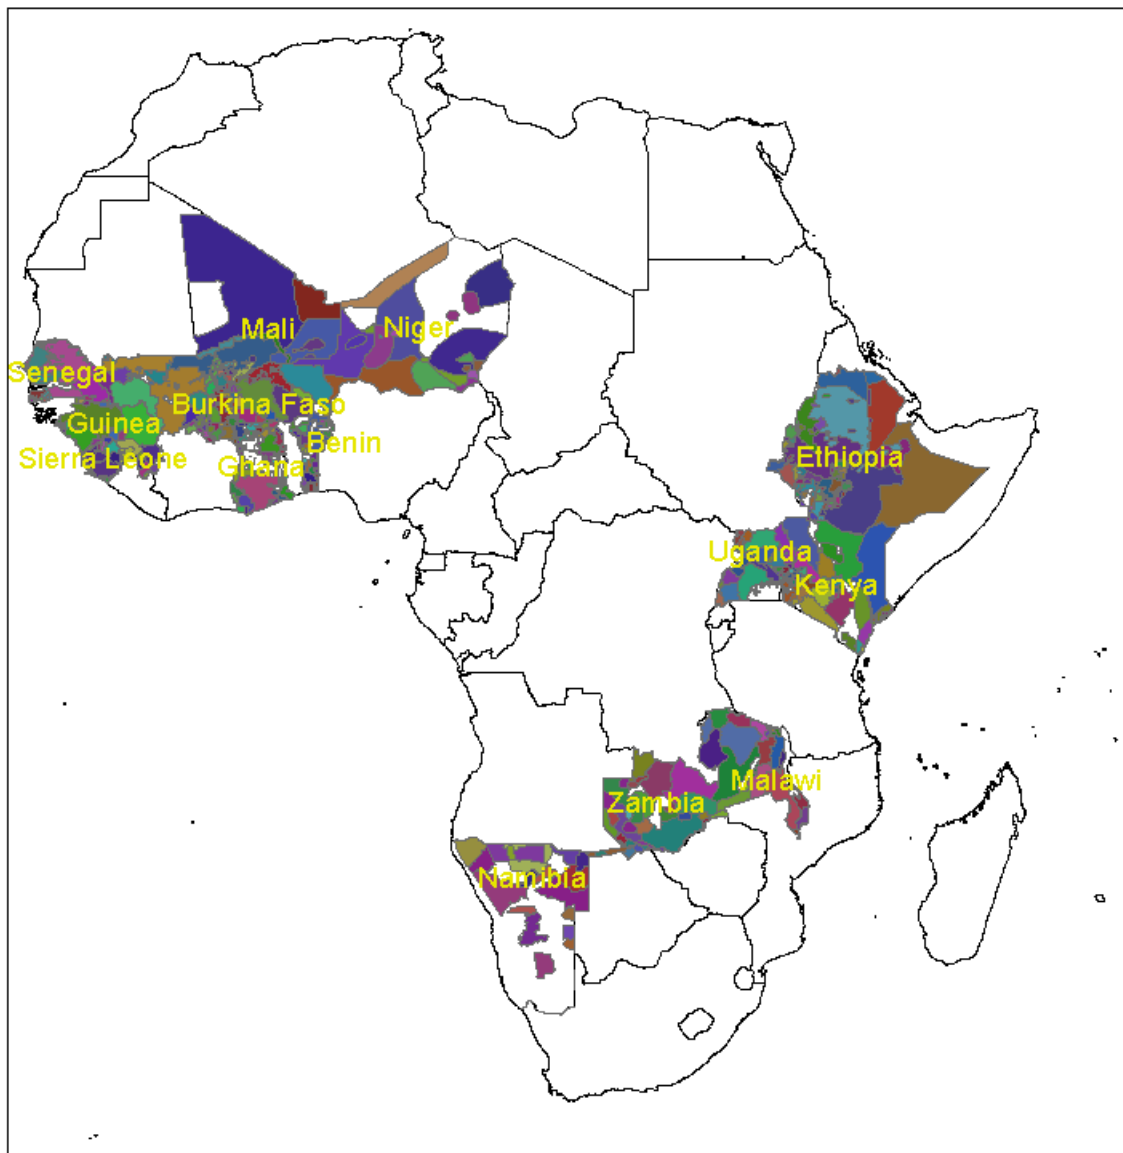 Mali
Niger
Senegal
Burkina Faso
Guinea
Benin
Sierra Leone
Ghana
Ethiopia
Uganda
Kenya
Malawi
Zambia
Namibia